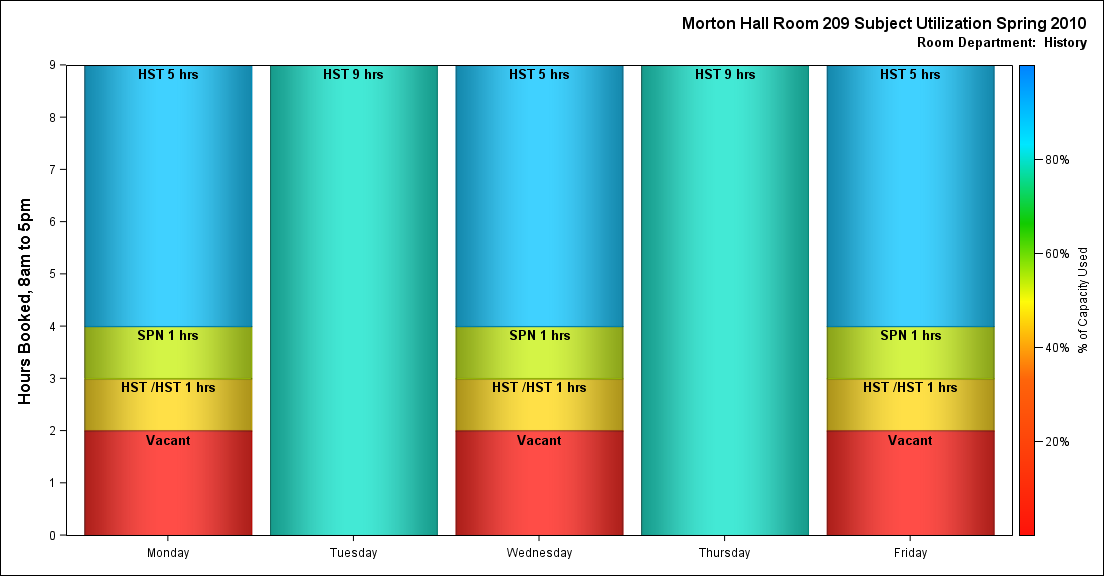 Morton Hall Room 209 Subject Utilization Spring 2010
Room Department: History
Hours Booked, 8am to 5pm
9
8
7
6
5
4
3
2
1
0
HST 5 hrs
SPN 1 hrs
HST /HST 1 hrs
Vacant
HST 9 hrs
HST 5 hrs
SPN 1 hrs
HST /HST 1 hrs
Vacant
HST 9 hrs
HST 5 hrs
SPN 1 hrs
HST /HST 1 hrs
Vacant
Monday
Tuesday
Wednesday
Thursday
Friday
80%
60%
40%
20%
% of Capacity Used